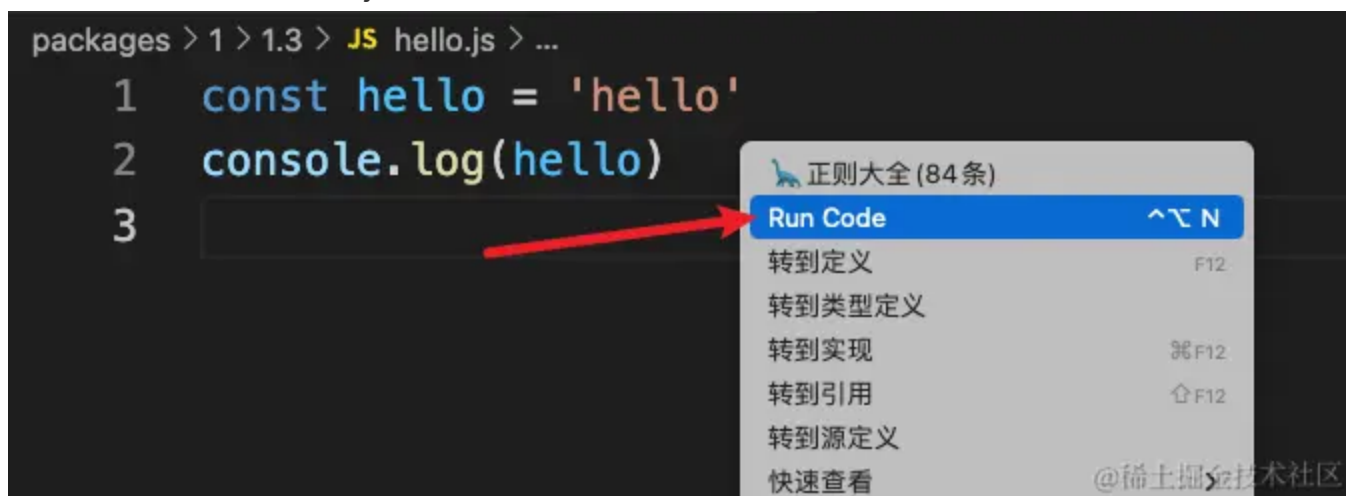 packages > 1 > 1.3 > JS hello.js > ...
1 const hello = 'hello'
2 console.log(hello)
3
🦕正则大全(84条)
Run Code ^⌥ N
转到定义 F12
转到类型定义
转到实现 ⌘F12
转到引用 ⇧F12
转到源定义
快速查看 >
@稀土掘金技术社区